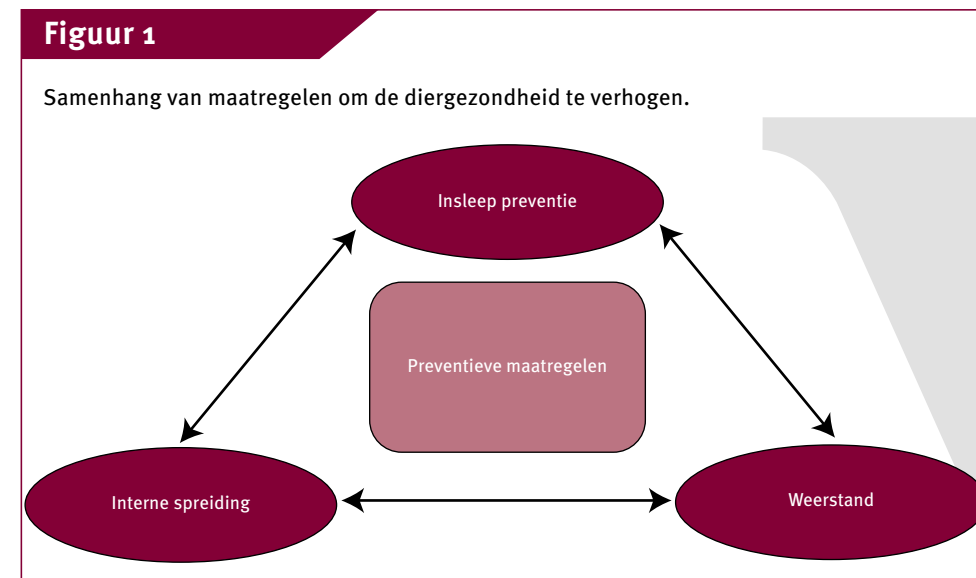 Figuur 1
Samenhang van maatregelen om de diergezondheid te verhogen.
Insleep preventie
Preventieve maatregelen
Interne spreiding
Weerstand